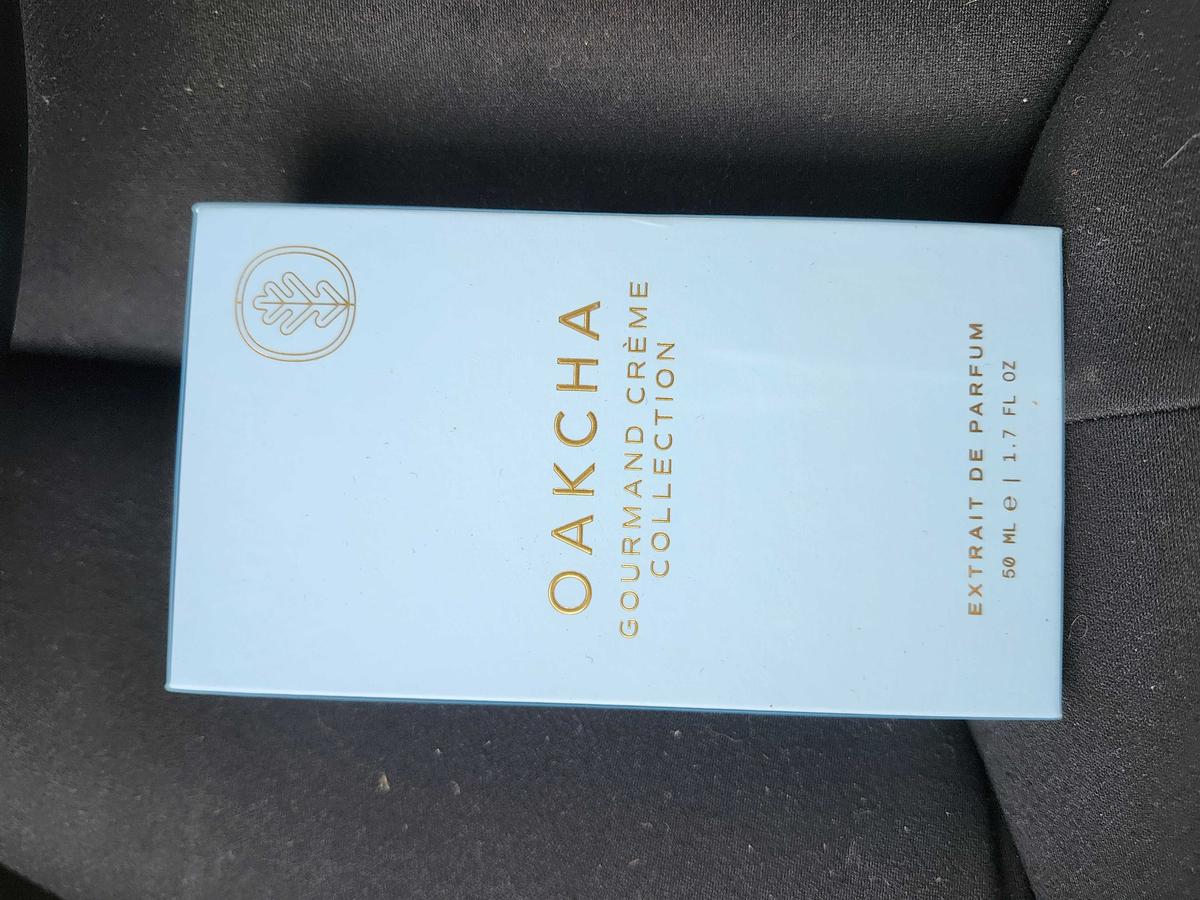 OAKCHA
GOURMAND CRÈME
COLLECTION
EXTRAIT DE PARFUM
50 ML ℮ | 1.7 FL OZ